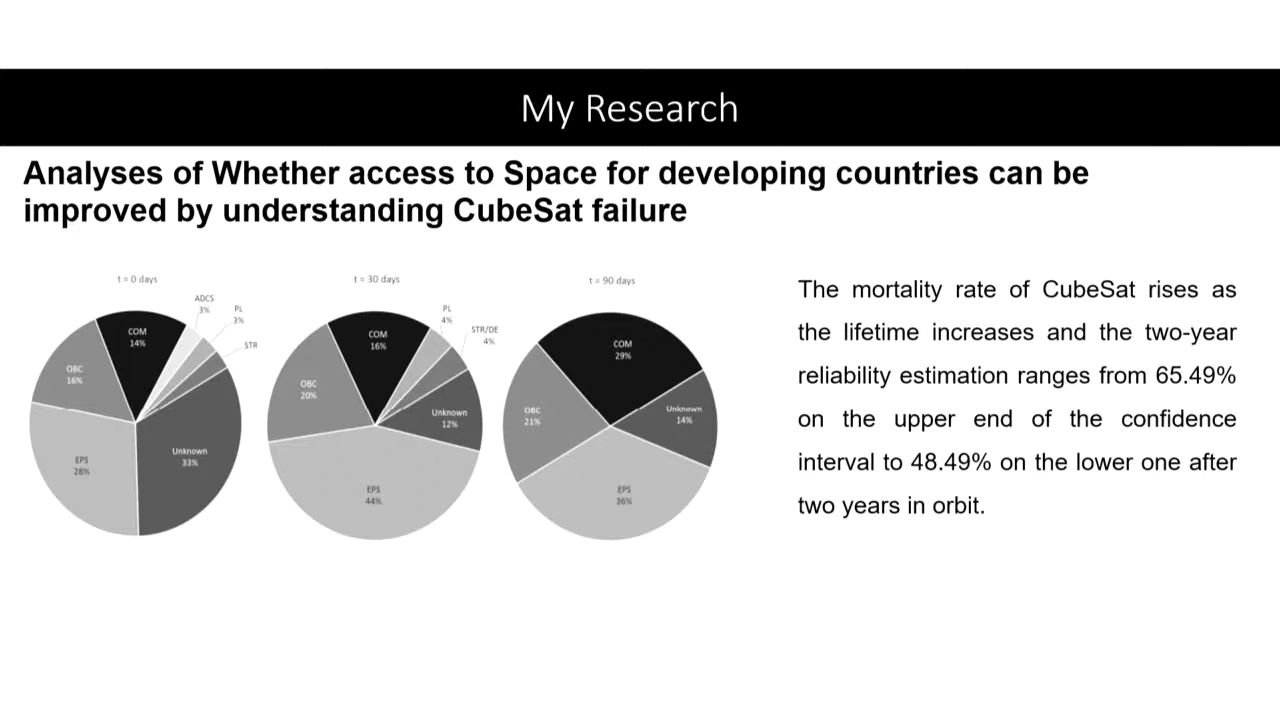 My Research
Analyses of Whether access to Space for developing countries can be
improved by understanding CubeSat failure
t = 0 days
ADCS
3%
PL
3%
STR
COM
14%
OBC
16%
EPS
28%
Unknown
33%
t = 30 days
PL
4%
STR/DE
4%
COM
16%
OBC
20%
Unknown
12%
EPS
44%
t = 90 days
COM
29%
OBC
21%
Unknown
14%
EPS
36%
The mortality rate of CubeSat rises as
the lifetime increases and the two-year
reliability estimation ranges from 65.49%
on the upper end of the confidence
interval to 48.49% on the lower one after
two years in orbit.